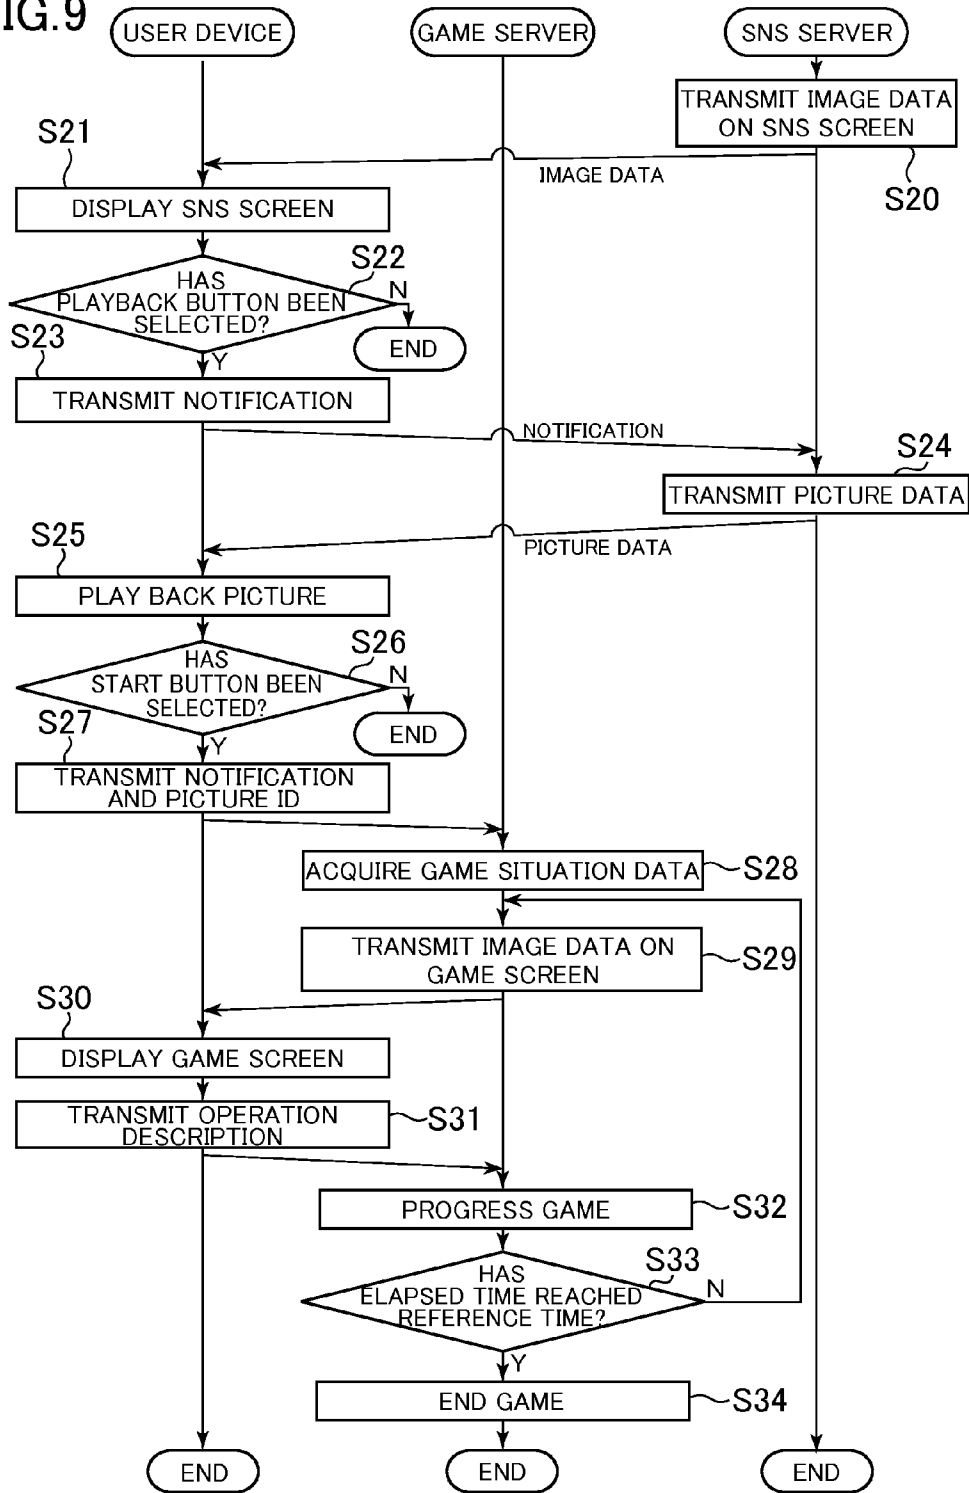 IG.9
USER DEVICE
GAME SERVER
SNS SERVER
TRANSMIT IMAGE DATA
ON SNS SCREEN
S20
S21
IMAGE DATA
DISPLAY SNS SCREEN
HAS
PLAYBACK BUTTON BEEN
SELECTED?
S22
N
END
Y
S23
TRANSMIT NOTIFICATION
NOTIFICATION
S24
TRANSMIT PICTURE DATA
PICTURE DATA
S25
PLAY BACK PICTURE
HAS
START BUTTON BEEN
SELECTED?
S26
N
END
Y
S27
TRANSMIT NOTIFICATION
AND PICTURE ID
ACQUIRE GAME SITUATION DATA
S28
TRANSMIT IMAGE DATA ON
GAME SCREEN
S29
S30
DISPLAY GAME SCREEN
TRANSMIT OPERATION
DESCRIPTION
S31
PROGRESS GAME
S32
HAS
ELAPSED TIME REACHED
REFERENCE TIME?
S33
N
Y
END GAME
S34
END
END
END